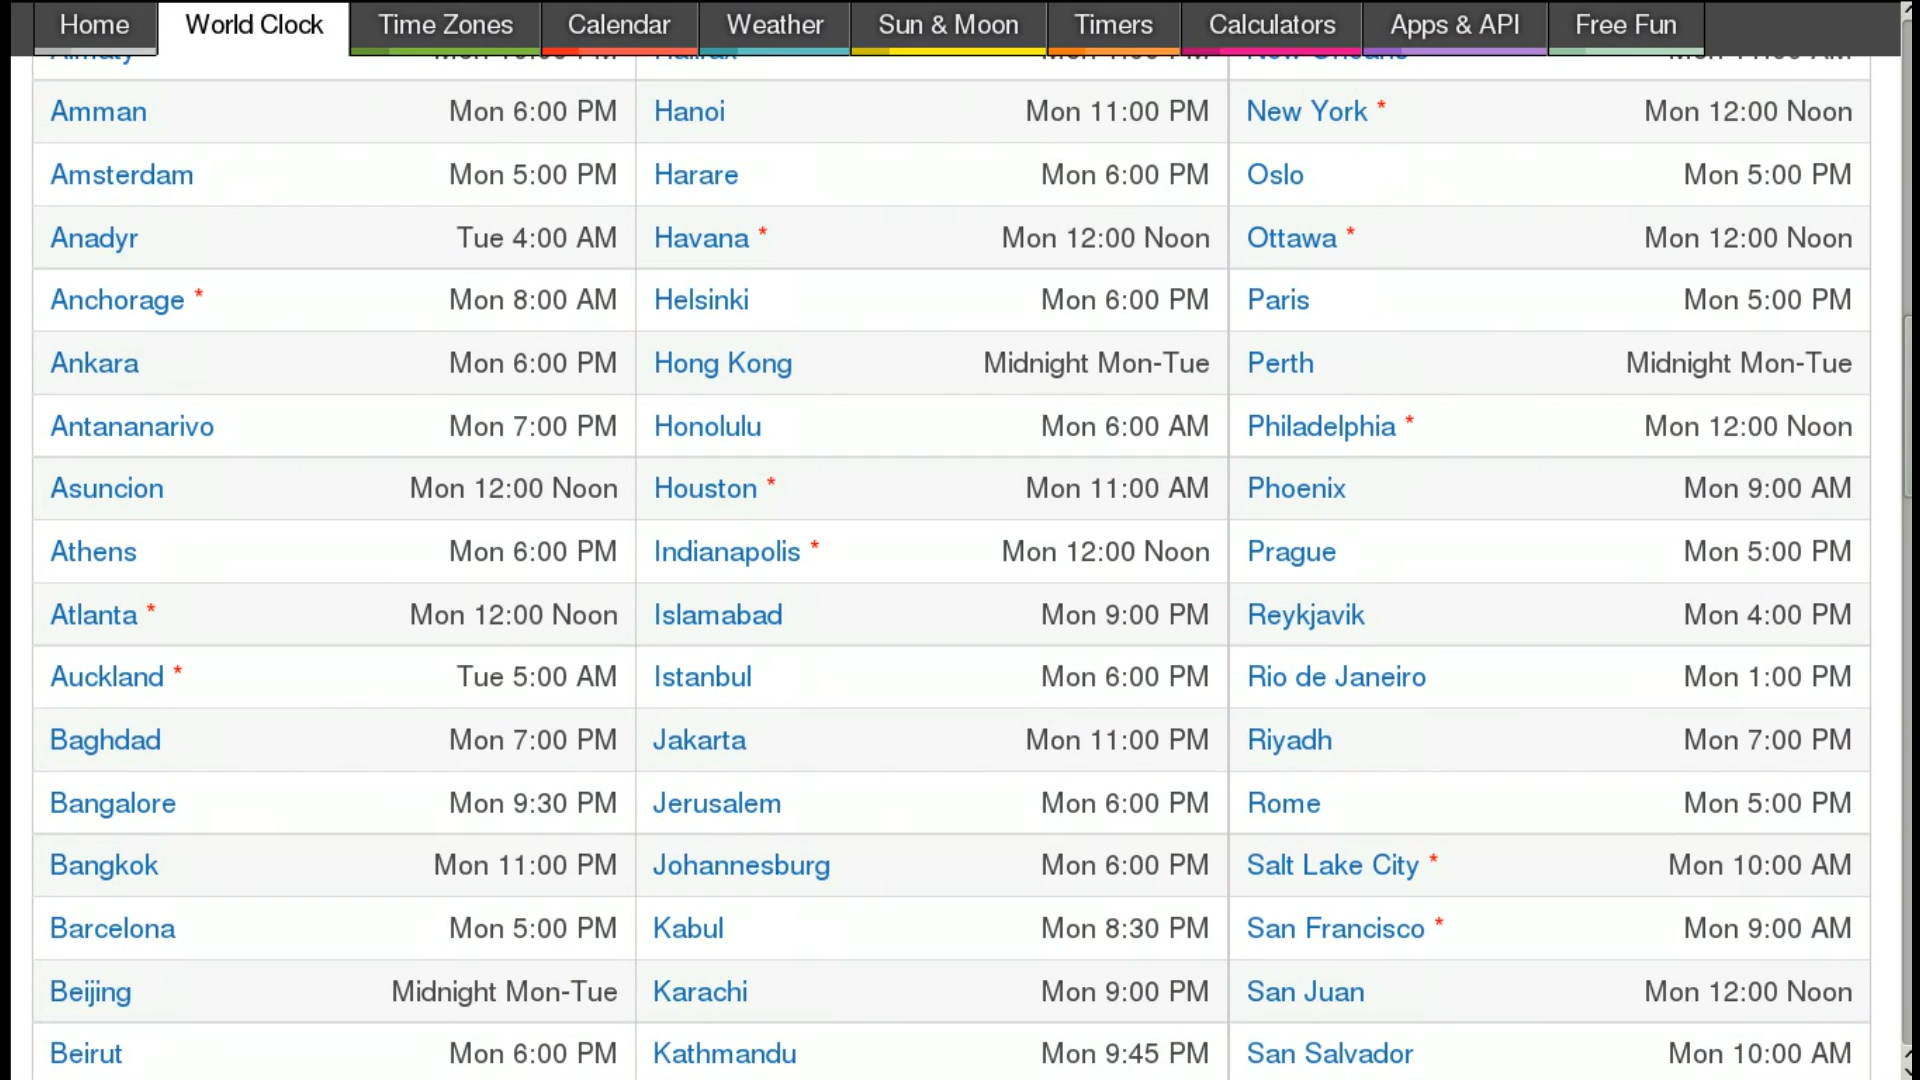 Home World Clock Time Zones Calendar Weather Sun & Moon Timers Calculators Apps & API Free Fun
Amman Mon 6:00 PM Hanoi Mon 11:00 PM New York * Mon 12:00 Noon
Amsterdam Mon 5:00 PM Harare Mon 6:00 PM Oslo Mon 5:00 PM
Anadyr Tue 4:00 AM Havana * Mon 12:00 Noon Ottawa * Mon 12:00 Noon
Anchorage * Mon 8:00 AM Helsinki Mon 6:00 PM Paris Mon 5:00 PM
Ankara Mon 6:00 PM Hong Kong Midnight Mon-Tue Perth Midnight Mon-Tue
Antananarivo Mon 7:00 PM Honolulu Mon 6:00 AM Philadelphia * Mon 12:00 Noon
Asuncion Mon 12:00 Noon Houston * Mon 11:00 AM Phoenix Mon 9:00 AM
Athens Mon 6:00 PM Indianapolis * Mon 12:00 Noon Prague Mon 5:00 PM
Atlanta * Mon 12:00 Noon Islamabad Mon 9:00 PM Reykjavik Mon 4:00 PM
Auckland * Tue 5:00 AM Istanbul Mon 6:00 PM Rio de Janeiro Mon 1:00 PM
Baghdad Mon 7:00 PM Jakarta Mon 11:00 PM Riyadh Mon 7:00 PM
Bangalore Mon 9:30 PM Jerusalem Mon 6:00 PM Rome Mon 5:00 PM
Bangkok Mon 11:00 PM Johannesburg Mon 6:00 PM Salt Lake City * Mon 10:00 AM
Barcelona Mon 5:00 PM Kabul Mon 8:30 PM San Francisco * Mon 9:00 AM
Beijing Midnight Mon-Tue Karachi Mon 9:00 PM San Juan Mon 12:00 Noon
Beirut Mon 6:00 PM Kathmandu Mon 9:45 PM San Salvador Mon 10:00 AM